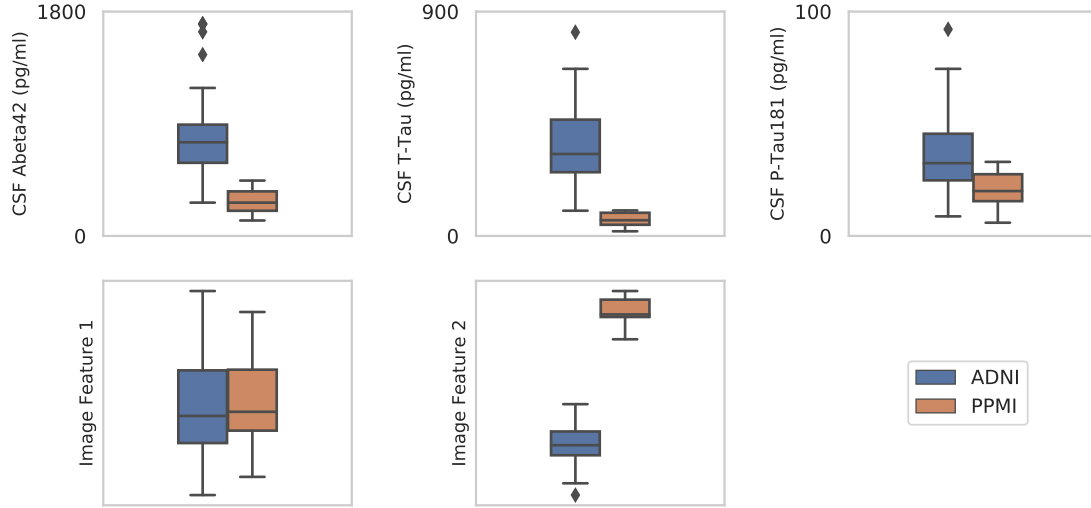 1800
CSF Abeta42 (pg/ml)
0
900
CSF T-Tau (pg/ml)
0
100
CSF P-Tau181 (pg/ml)
0
Image Feature 1
Image Feature 2
ADNI
PPMI